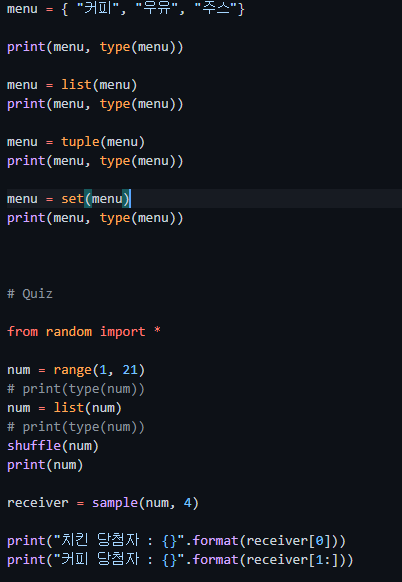 menu = { "커피", "우유", "주스"}
print(menu, type(menu))
menu = list(menu)
print(menu, type(menu))
menu = tuple(menu)
print(menu, type(menu))
menu = set(menu)
print(menu, type(menu))
# Quiz
from random import *
num = range(1, 21)
# print(type(num))
num = list(num)
# print(type(num))
shuffle(num)
print(num)
receiver = sample(num, 4)
print("치킨 당첨자 : {}".format(receiver[0]))
print("커피 당첨자 : {}".format(receiver[1:]))